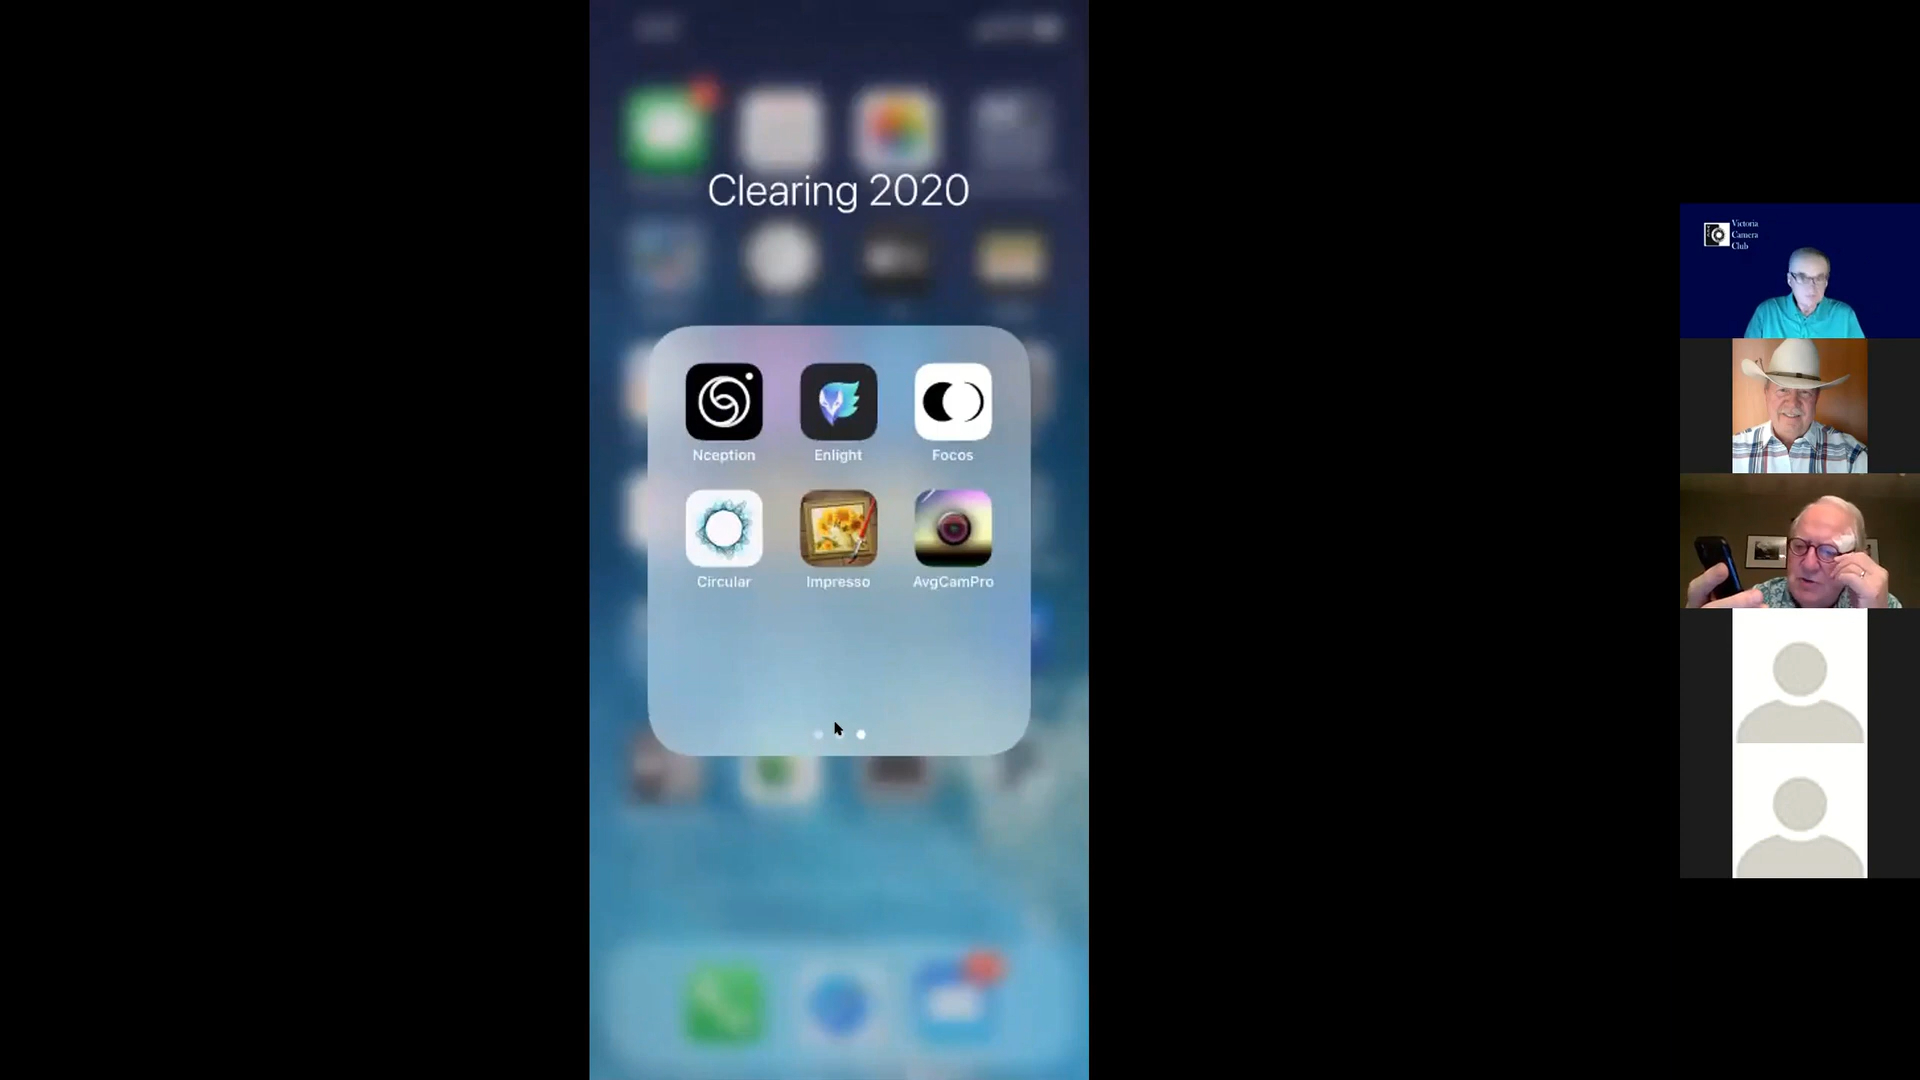 Clearing 2020
Nception
Enlight
Focos
Circular
Impresso
AvgCamPro
Victoria
Camera
Club